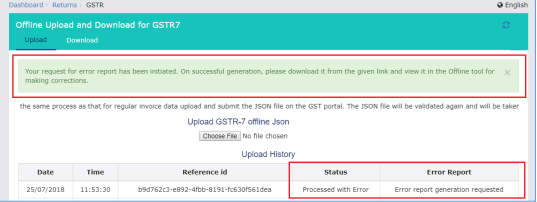 Dashboard > Returns > GSTR
English
Offline Upload and Download for GSTR7
Upload Download
Your request for error report has been initiated. On successful generation, please download it from the given link and view it in the Offline tool for
making corrections.
the same process as that for regular invoice data upload and submit the JSON file on the GST portal. The JSON file will be validated again and will be taken
Upload GSTR-7 offline Json
Choose File No file chosen
Upload History
Date Time Reference id Status Error Report
25/07/2018 11:53:30 b9d762c3-e892-4fbb-8191-fc630f561dea Processed with Error Error report generation requested